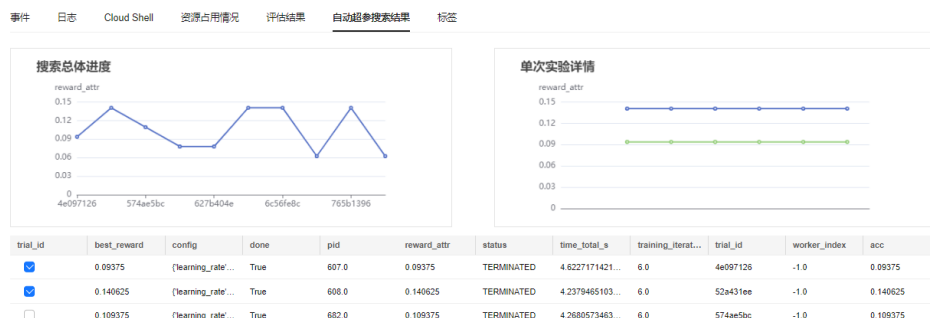 事件 日志 Cloud Shell 资源占用情况 评估结果 自动超参搜索结果 标签
搜索总体进度
reward_attr
0.15
0.12
0.09
0.06
0.03
0
4e097126 574ae5bc 627b404e 6c56fe8c 765b1396
单次实验详情
reward_attr
0.15
0.12
0.09
0.06
0.03
0
trial_id best_reward config done pid reward_attr status time_total_s training_iterat... trial_id worker_index acc
0.09375 {'learning_rate'... True 607.0 0.09375 TERMINATED 4.6227171421... 6.0 4e097126 -1.0 0.09375
0.140625 {'learning_rate'... True 608.0 0.140625 TERMINATED 4.2379465103... 6.0 52a431ee -1.0 0.140625
0.109375 {'learning_rate'... True 682.0 0.109375 TERMINATED 4.2680573463... 6.0 574ae5bc -1.0 0.109375